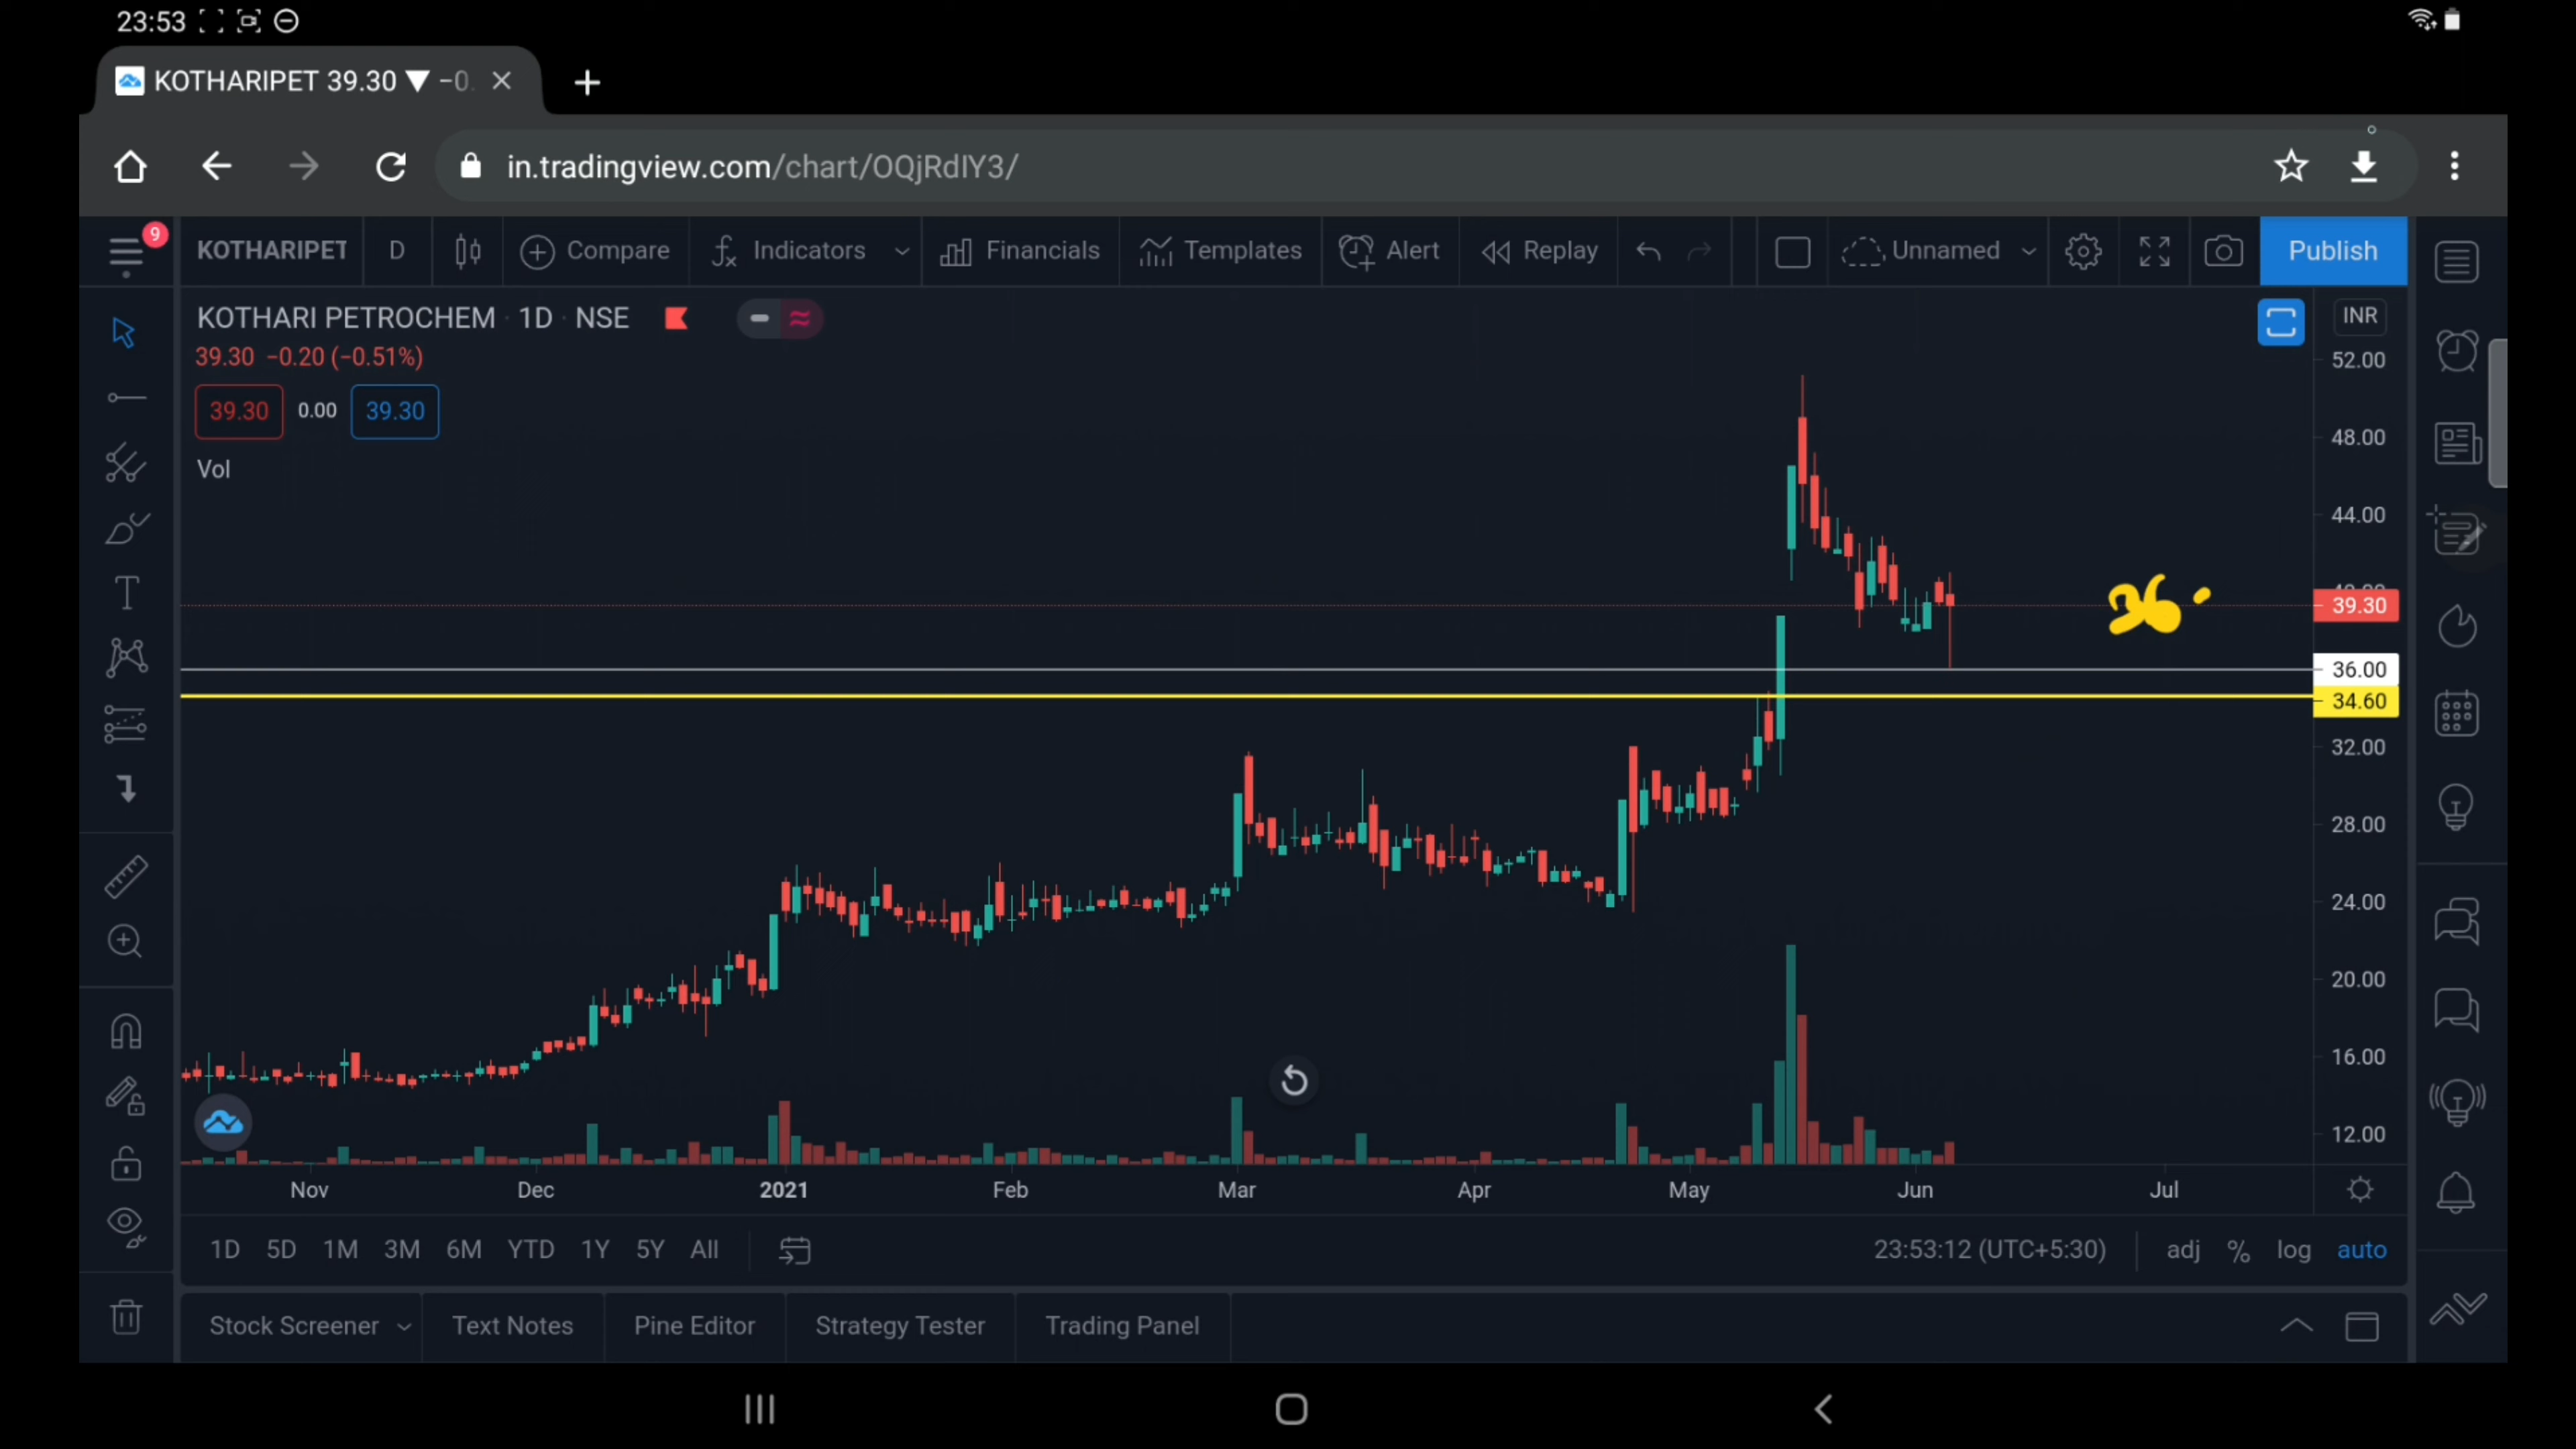 23:53
KOTHARIPET 39.30 ▼ −0.
in.tradingview.com/chart/OQjRdIY3/
9
KOTHARIPET D Compare Indicators Financials Templates Alert Replay Unnamed Publish
KOTHARI PETROCHEM · 1D · NSE
INR
39.30 −0.20 (−0.51%)
39.30 0.00 39.30
Vol
52.00
48.00
44.00
36
39.30
36.00
34.60
32.00
28.00
24.00
20.00
16.00
12.00
Nov Dec 2021 Feb Mar Apr May Jun Jul
1D 5D 1M 3M 6M YTD 1Y 5Y All 23:53:12 (UTC+5:30) adj % log auto
Stock Screener Text Notes Pine Editor Strategy Tester Trading Panel